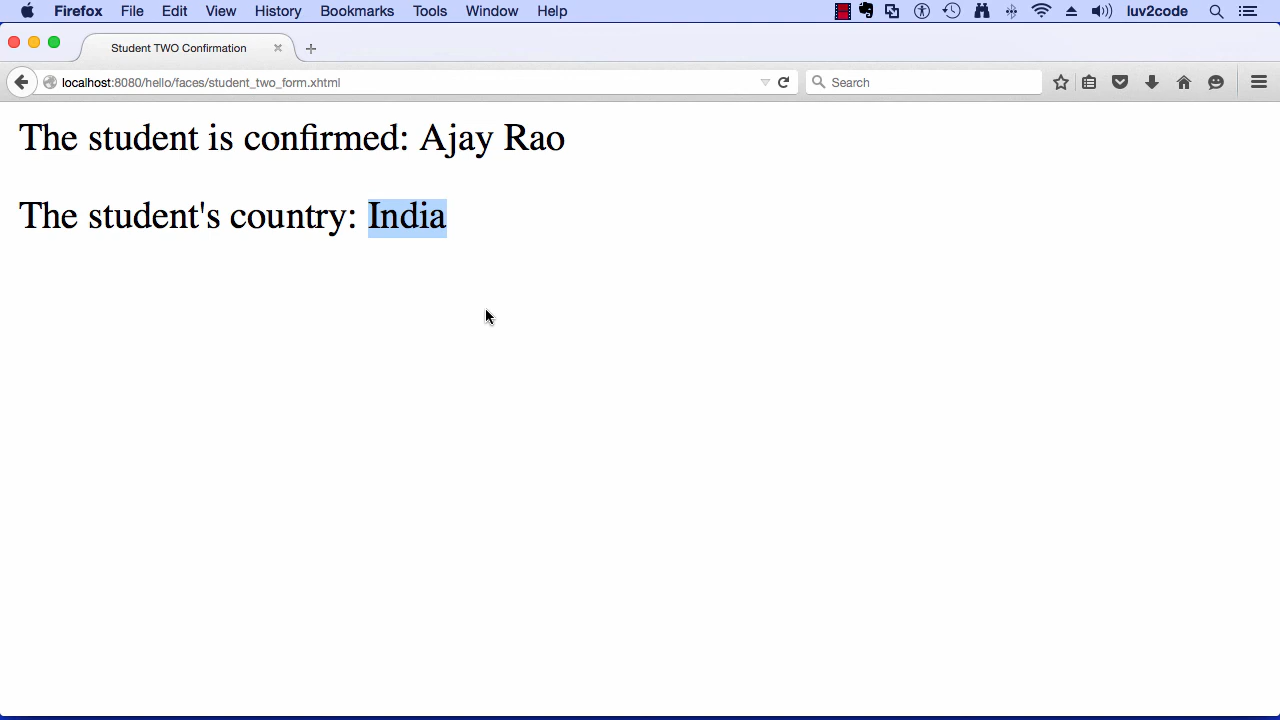 Firefox File Edit View History Bookmarks Tools Window Help luv2code
Student TWO Confirmation
localhost:8080/hello/faces/student_two_form.xhtml Search
The student is confirmed: Ajay Rao
The student's country: India